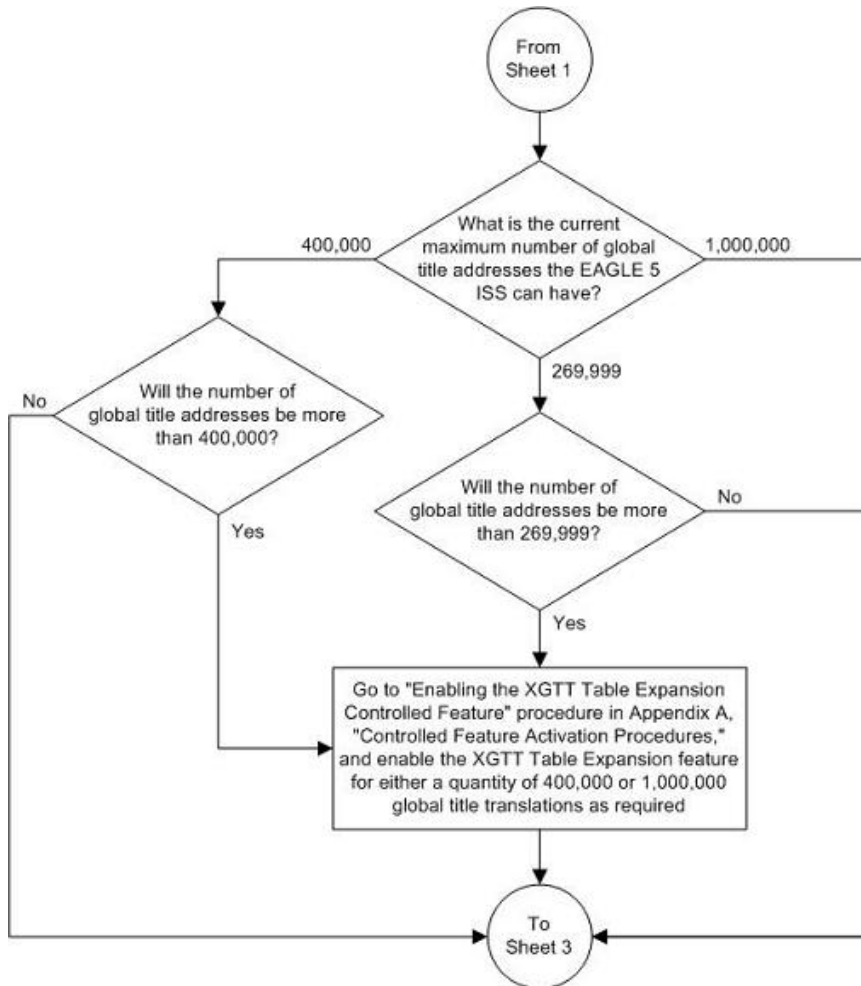 From
Sheet 1
What is the current
maximum number of global
title addresses the EAGLE 5
ISS can have?
400,000
1,000,000
269,999
Will the number of
global title addresses be more
than 400,000?
No
Yes
Will the number of
global title addresses be more
than 269,999?
No
Yes
Go to "Enabling the XGTT Table Expansion
Controlled Feature" procedure in Appendix A,
"Controlled Feature Activation Procedures,"
and enable the XGTT Table Expansion feature
for either a quantity of 400,000 or 1,000,000
global title translations as required
To
Sheet 3